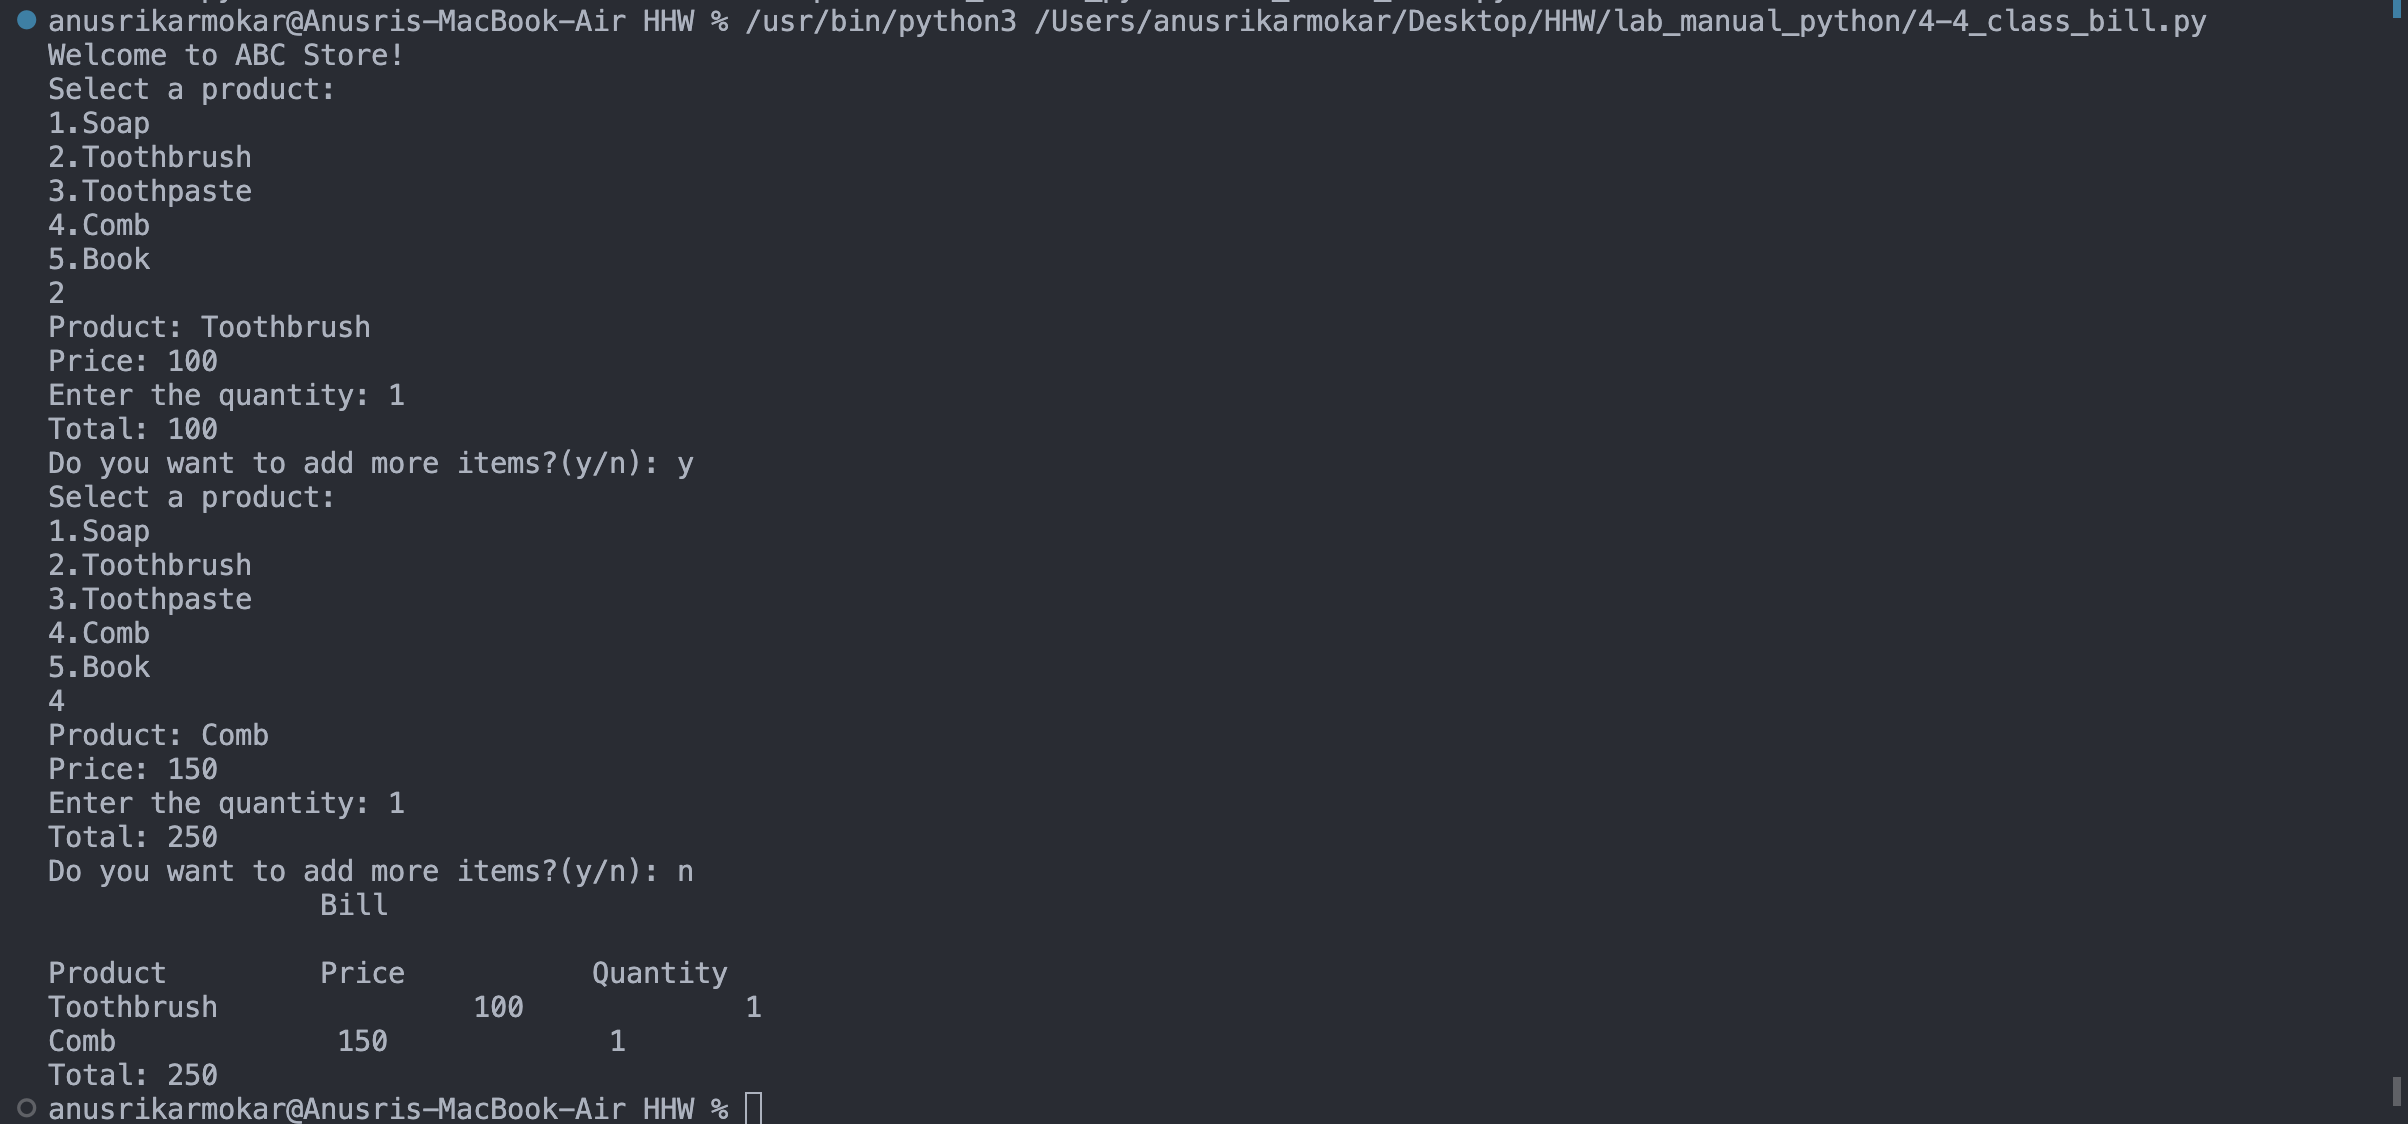 anusrikarmokar@Anusris-MacBook-Air HHW % /usr/bin/python3 /Users/anusrikarmokar/Desktop/HHW/lab_manual_python/4-4_class_bill.py
Welcome to ABC Store!
Select a product:
1.Soap
2.Toothbrush
3.Toothpaste
4.Comb
5.Book
2
Product: Toothbrush
Price: 100
Enter the quantity: 1
Total: 100
Do you want to add more items?(y/n): y
Select a product:
1.Soap
2.Toothbrush
3.Toothpaste
4.Comb
5.Book
4
Product: Comb
Price: 150
Enter the quantity: 1
Total: 250
Do you want to add more items?(y/n): n
                Bill

Product         Price           Quantity
Toothbrush               100             1
Comb             150             1
Total: 250
anusrikarmokar@Anusris-MacBook-Air HHW %